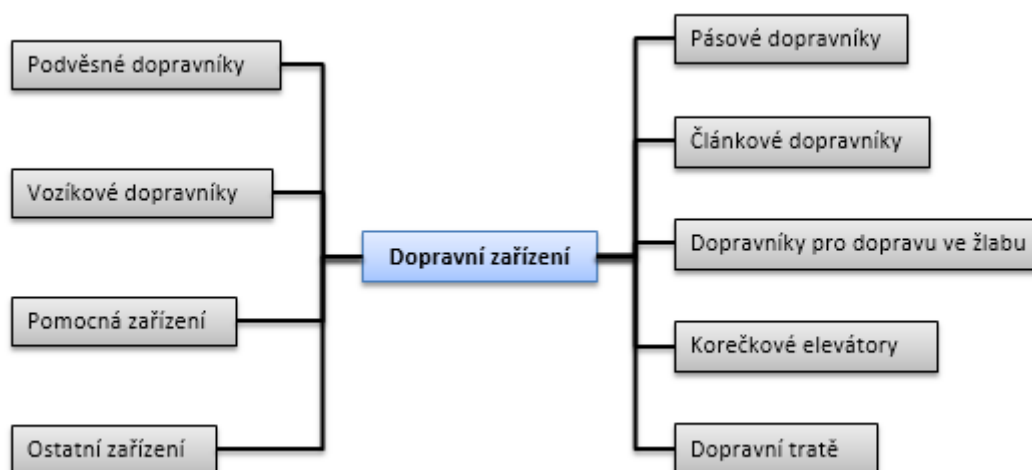 Podvěsné dopravníky
Vozíkové dopravníky
Pomocná zařízení
Ostatní zařízení
Dopravní zařízení
Pásové dopravníky
Článkové dopravníky
Dopravníky pro dopravu ve žlabu
Korečkové elevátory
Dopravní tratě